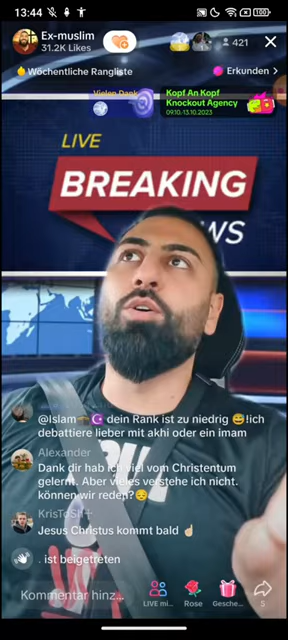 13:44
100
Ex-muslim
31.2K Likes
421
Wöchentliche Rangliste
Erkunden >
Vielen Dank
Kopf An Kopf
Knockout Agency
09.10.13.10.2023
LIVE
BREAKING
WS
@Islam dein Rank ist zu niedrig 😅!ich
debattiere lieber mit akhi oder ein imam
Alexander
Dank dir hab ich viel vom Christentum
gelernt. Aber vieles verstehe ich nicht.
können wir reden?😔
KrisToSH
Jesus Christus kommt bald ☝🏻
. ist beigetreten
Kommentar hinz...
LIVE mi...
Rose
Gesche...
5